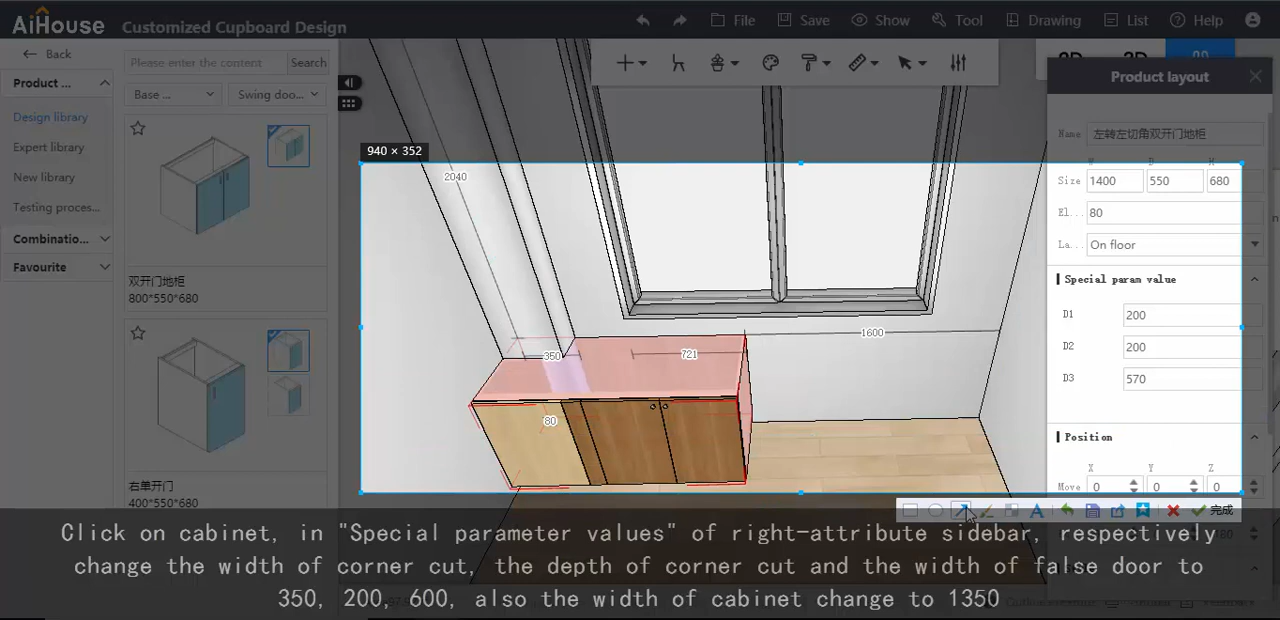 AiHouse
Customized Cupboard Design
File
Save
Show
Tool
Drawing
List
Help
Back
Please enter the content
Search
Product ...
Base ...
Swing doo...
Design library
Expert library
New library
Testing proces...
Combinatio...
Favourite
双开门地柜
800*550*680
右单开门
400*550*680
940 × 352
2040
350
721
1600
80
Product layout
Name
左转左切角双开门地柜
W
D
H
Size
1400
550
680
El...
80
La...
On floor
Special param value
D1
200
D2
200
D3
570
Position
X
Y
Z
Move
0
0
0
完成
Click on cabinet, in "Special parameter values" of right-attribute sidebar, respectively
change the width of corner cut, the depth of corner cut and the width of false door to
350, 200, 600, also the width of cabinet change to 1350